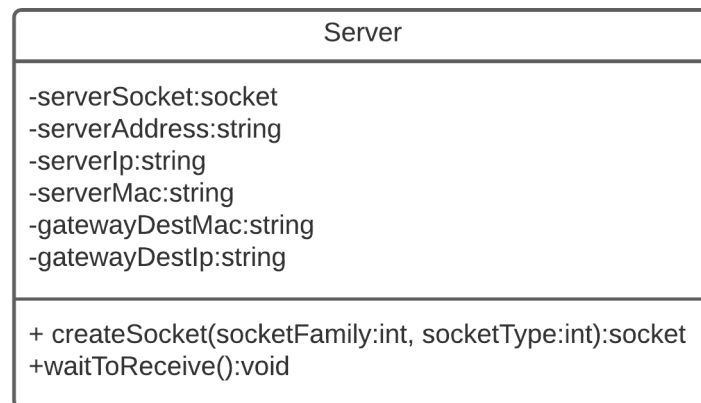 Server
-serverSocket:socket
-serverAddress:string
-serverIp:string
-serverMac:string
-gatewayDestMac:string
-gatewayDestIp:string
+ createSocket(socketFamily:int, socketType:int):socket
+waitToReceive():void